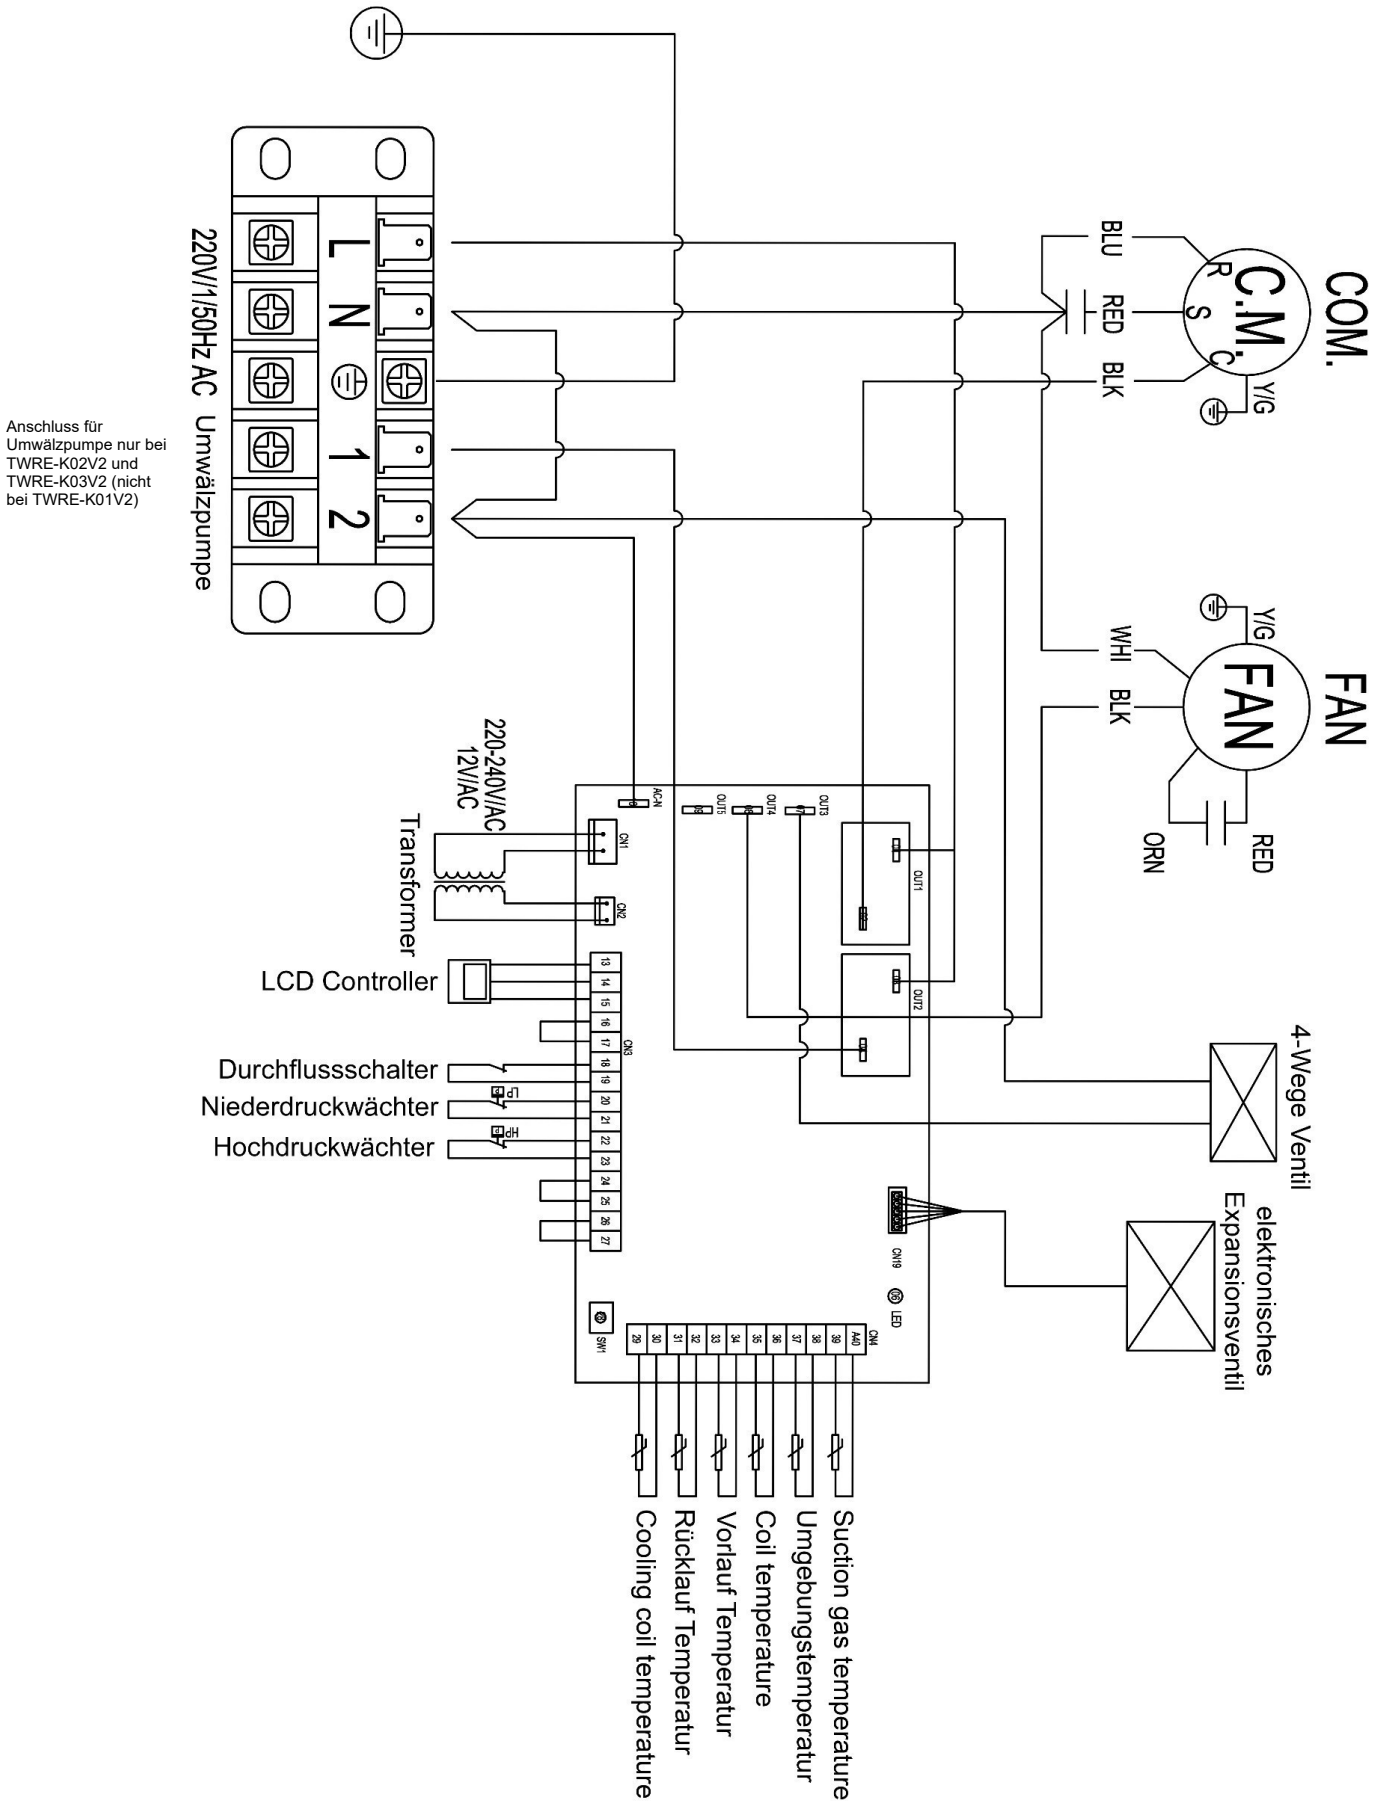 COM.
FAN
BLU
RED
BLK
R
S
C
C.M.
Y/G
Y/G
FAN
WHI
BLK
RED
ORN
L
N
1
2
220V/1/50Hz AC
Umwälzpumpe
Anschluss für
Umwälzpumpe nur bei
TWRE-K02V2 und
TWRE-K03V2 (nicht
bei TWRE-K01V2)
220-240V/AC
12V/AC
Transformer
AC-N
OUT5
OUT4
OUT3
OUT1
OUT2
CN1
CN2
CN3
LCD Controller
Durchflussschalter
Niederdruckwächter
Hochdruckwächter
LP
P
HP
P
13
14
15
16
17
18
19
20
21
22
23
24
25
26
27
4-Wege Ventil
elektronisches
Expansionsventil
CN19
LED
SW1
CN4
29
30
31
32
33
34
35
36
37
38
39
A40
Suction gas temperature
Umgebungstemperatur
Coil temperature
Vorlauf Temperatur
Rücklauf Temperatur
Cooling coil temperature